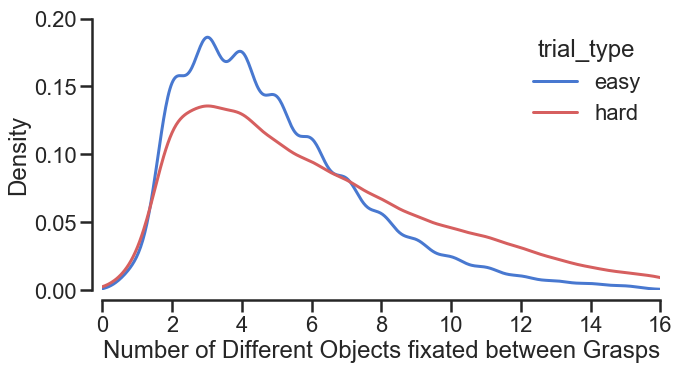 0.20
0.15
0.10
0.05
0.00
Density
trial_type
easy
hard
0 2 4 6 8 10 12 14 16
Number of Different Objects fixated between Grasps